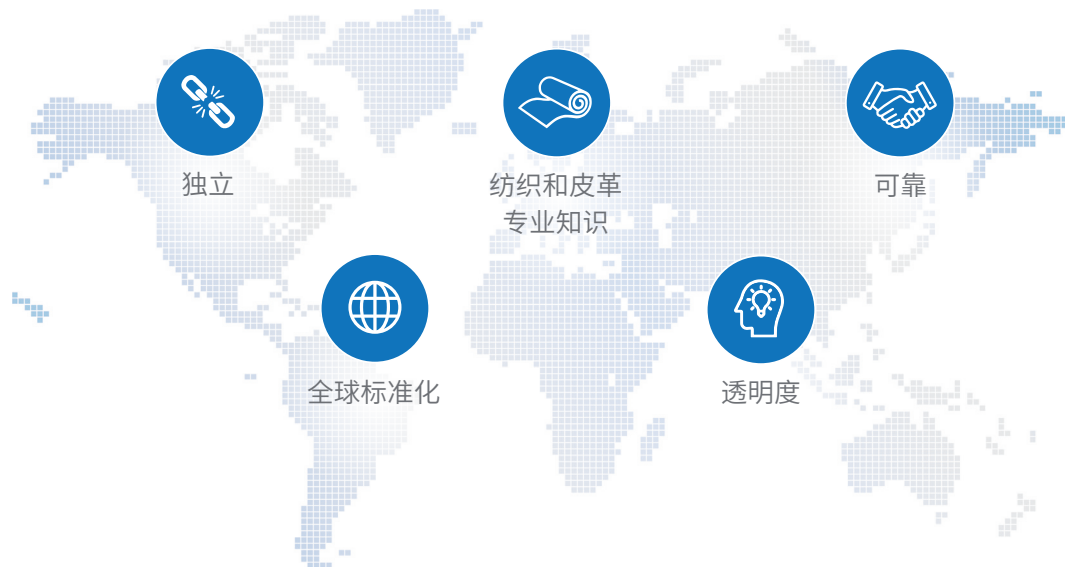 独立
纺织和皮革
专业知识
可靠
全球标准化
透明度